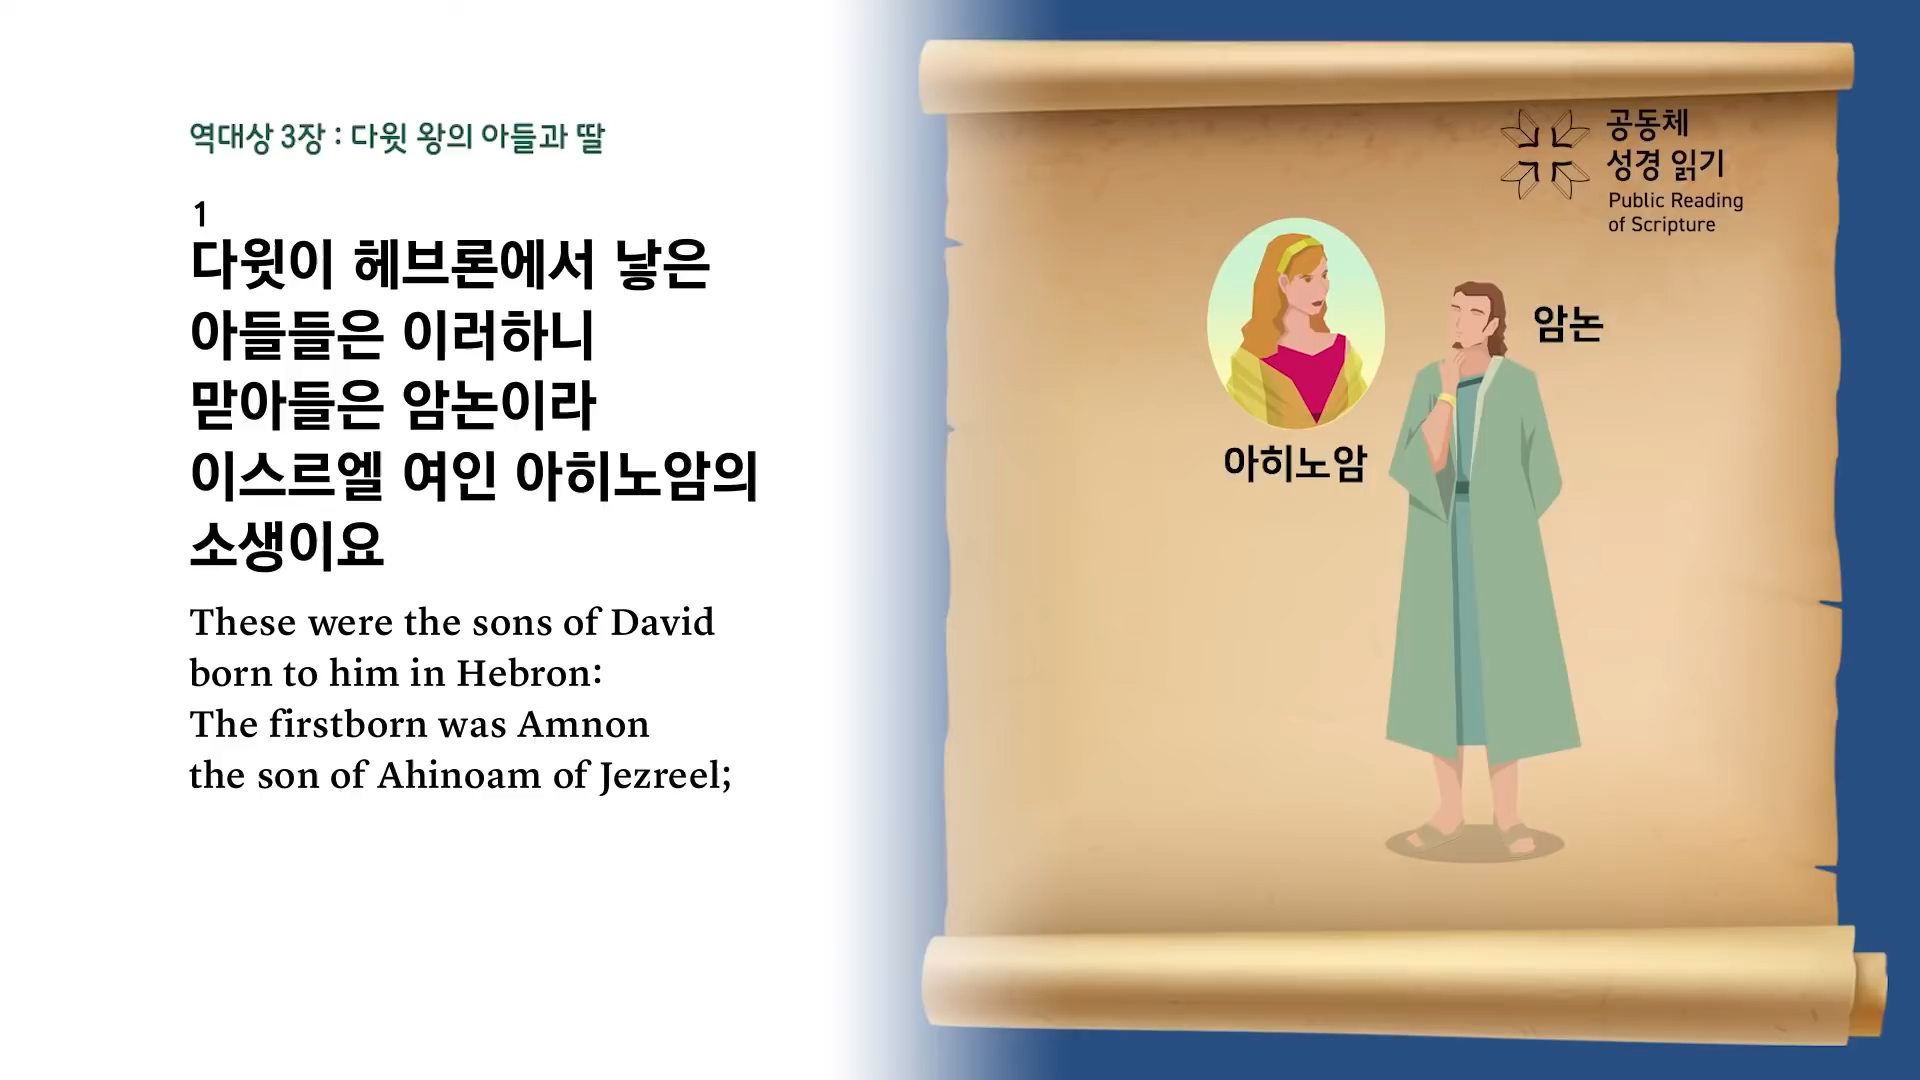 역대상 3장 : 다윗 왕의 아들과 딸
1
다윗이 헤브론에서 낳은
아들들은 이러하니
맏아들은 암논이라
이스르엘 여인 아히노암의
소생이요
These were the sons of David
born to him in Hebron:
The firstborn was Amnon
the son of Ahinoam of Jezreel;
공동체
성경 읽기
Public Reading
of Scripture
암논
아히노암